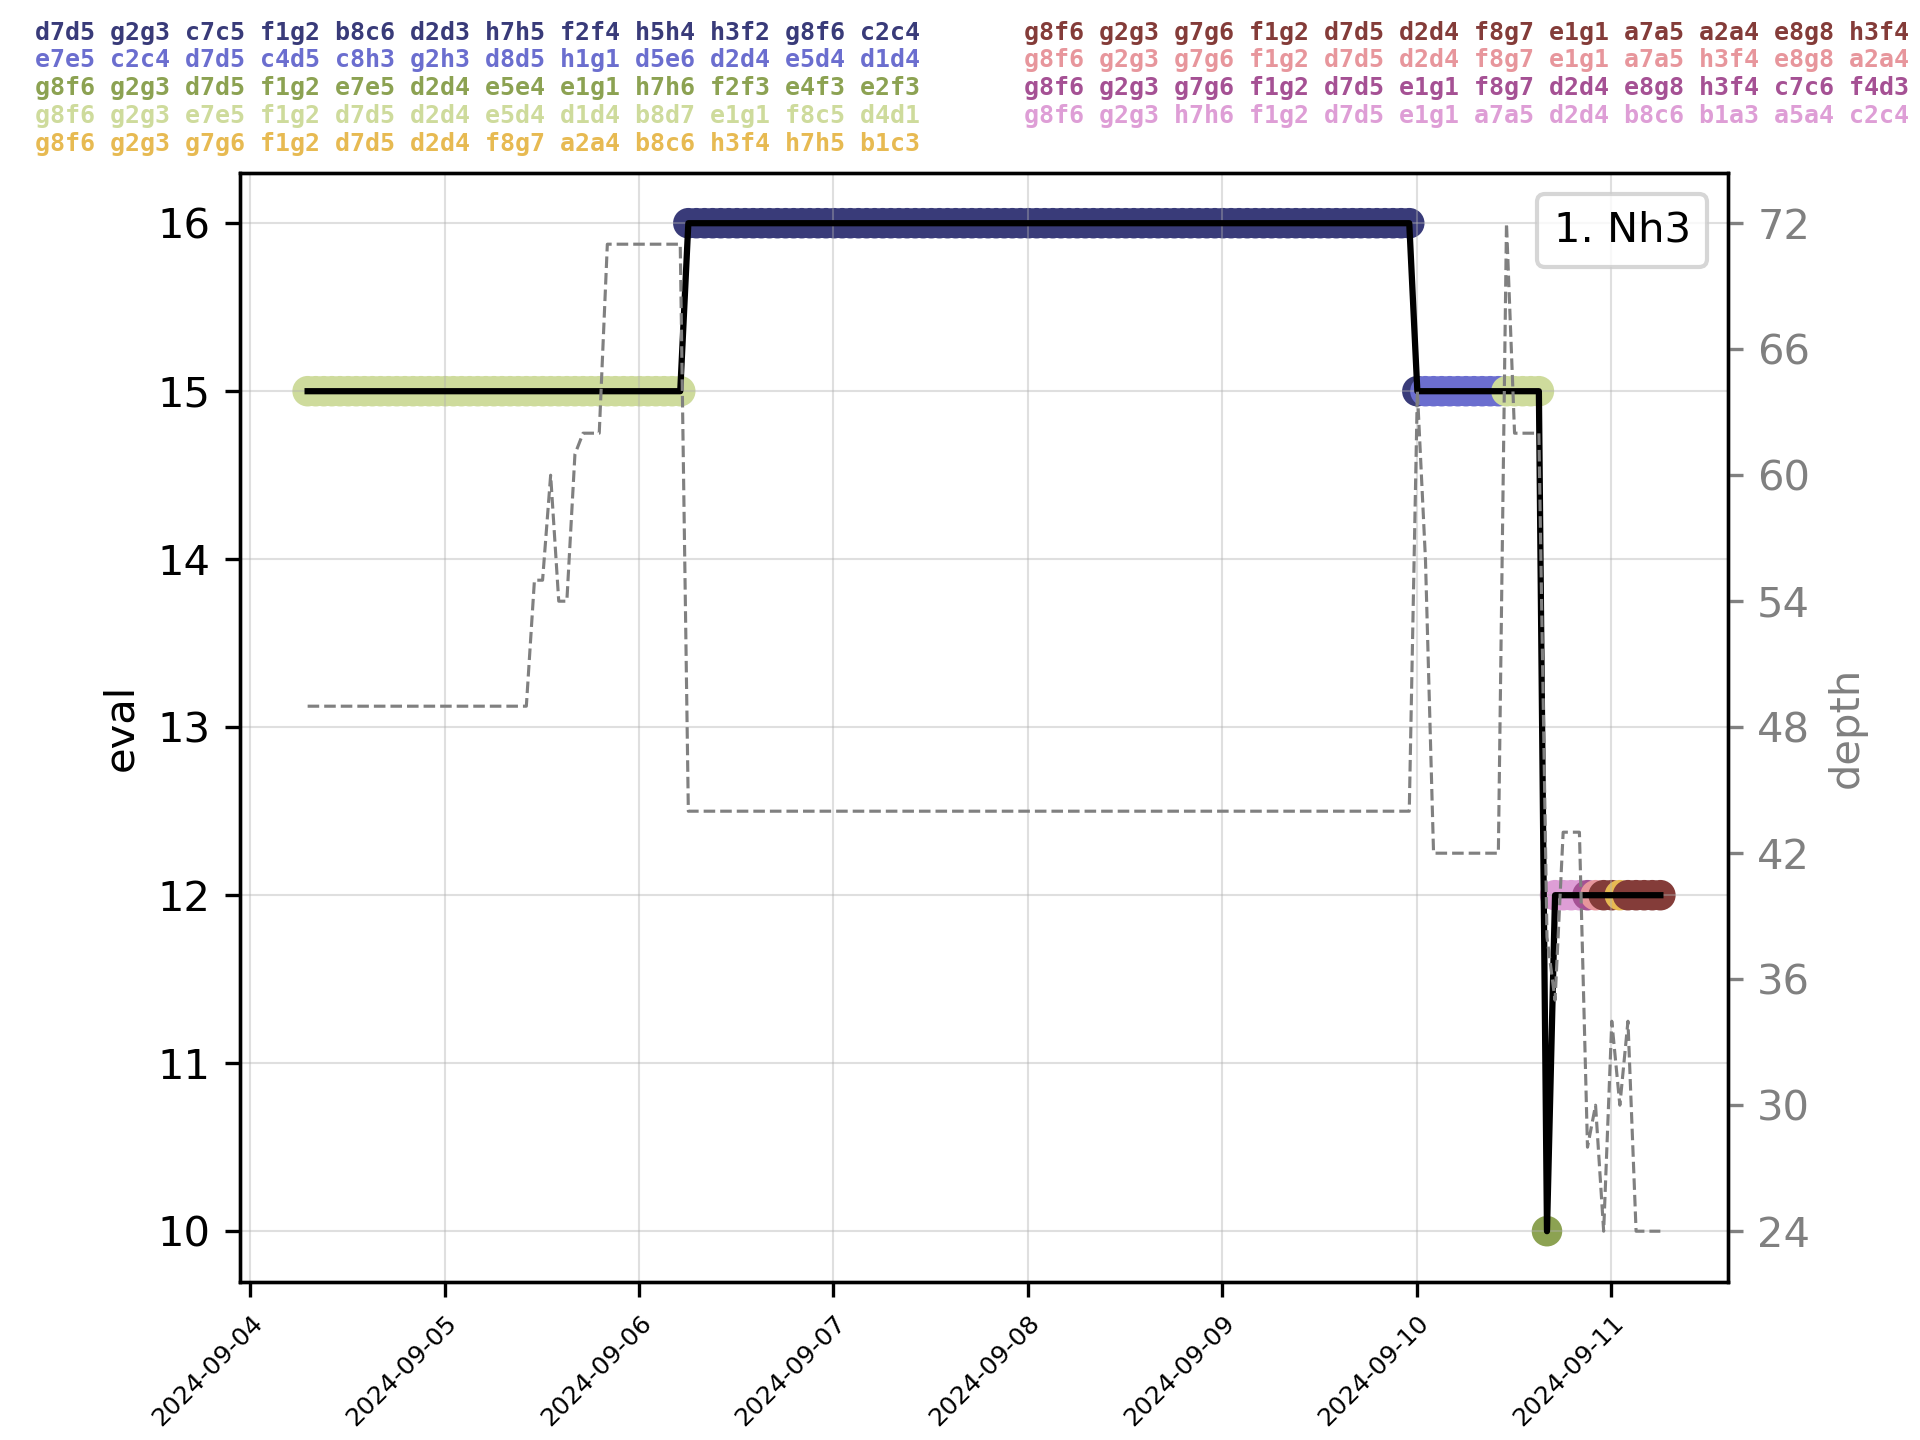 d7d5 g2g3 c7c5 f1g2 b8c6 d2d3 h7h5 f2f4 h5h4 h3f2 g8f6 c2c4
e7e5 c2c4 d7d5 c4d5 c8h3 g2h3 d8d5 h1g1 d5e6 d2d4 e5d4 d1d4
g8f6 g2g3 d7d5 f1g2 e7e5 d2d4 e5e4 e1g1 h7h6 f2f3 e4f3 e2f3
g8f6 g2g3 e7e5 f1g2 d7d5 d2d4 e5d4 d1d4 b8d7 e1g1 f8c5 d4d1
g8f6 g2g3 g7g6 f1g2 d7d5 d2d4 f8g7 a2a4 b8c6 h3f4 h7h5 b1c3
g8f6 g2g3 g7g6 f1g2 d7d5 d2d4 f8g7 e1g1 a7a5 a2a4 e8g8 h3f4
g8f6 g2g3 g7g6 f1g2 d7d5 d2d4 f8g7 e1g1 a7a5 h3f4 e8g8 a2a4
g8f6 g2g3 g7g6 f1g2 d7d5 e1g1 f8g7 d2d4 e8g8 h3f4 c7c6 f4d3
g8f6 g2g3 h7h6 f1g2 d7d5 e1g1 a7a5 d2d4 b8c6 b1a3 a5a4 c2c4
1. Nh3
eval
16
15
14
13
12
11
10
72
66
60
54
48
42
36
30
24
depth
2024-09-04
2024-09-05
2024-09-06
2024-09-07
2024-09-08
2024-09-09
2024-09-10
2024-09-11